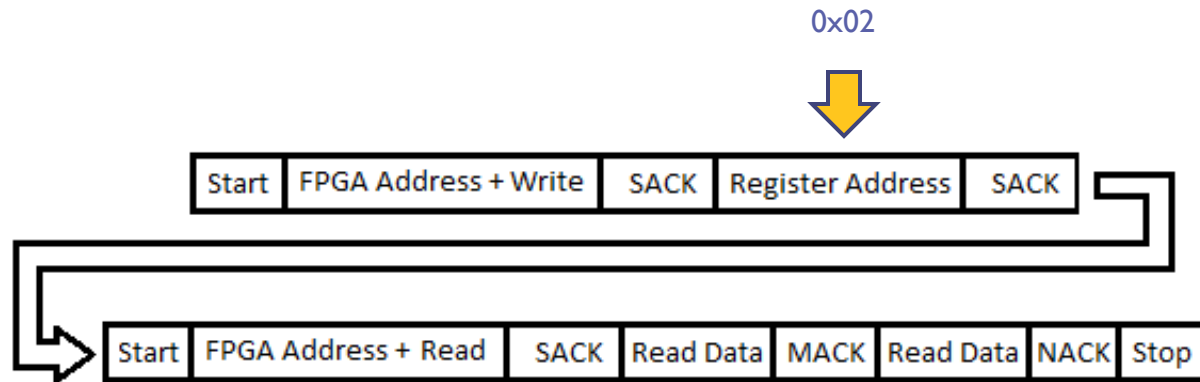 0x02
Start FPGA Address + Write SACK Register Address SACK
Start FPGA Address + Read SACK Read Data MACK Read Data NACK Stop